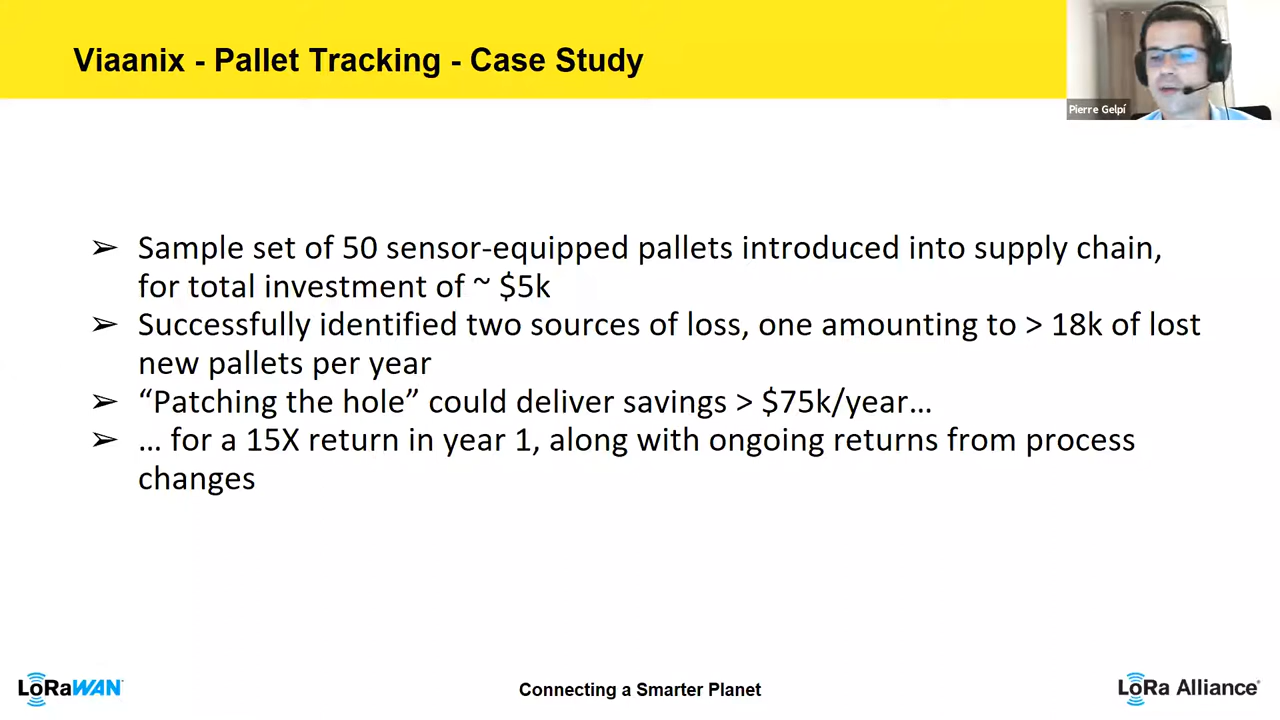 Viaanix - Pallet Tracking - Case Study
Pierre Gelpí
➢ Sample set of 50 sensor-equipped pallets introduced into supply chain,
for total investment of ~ $5k
➢ Successfully identified two sources of loss, one amounting to > 18k of lost
new pallets per year
➢ “Patching the hole” could deliver savings > $75k/year…
➢ … for a 15X return in year 1, along with ongoing returns from process
changes
LoRaWAN
Connecting a Smarter Planet
LoRa Alliance